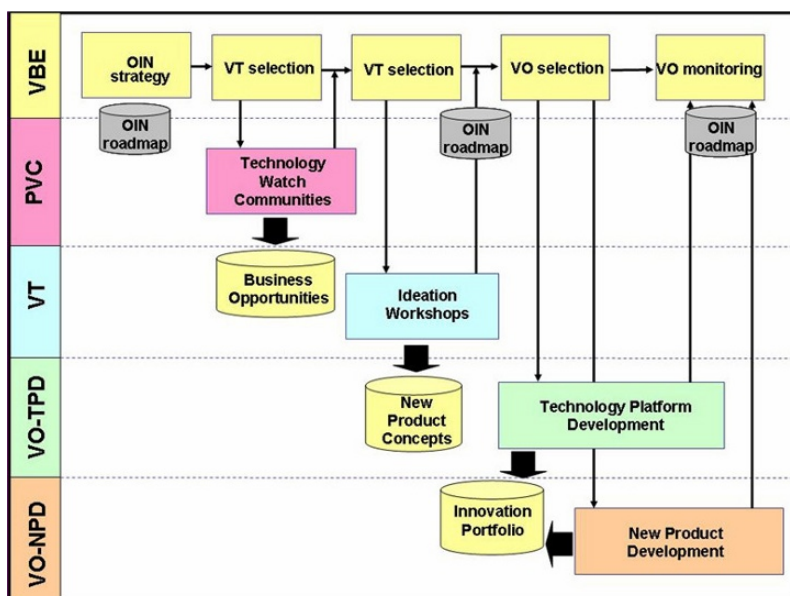 VBE
OIN
strategy
VT selection
VT selection
VO selection
VO monitoring
OIN
roadmap
OIN
roadmap
OIN
roadmap
PVC
Technology
Watch
Communities
VT
Business
Opportunities
Ideation
Workshops
VO-TPD
New
Product
Concepts
Technology Platform
Development
VO-NPD
Innovation
Portfolio
New Product
Development